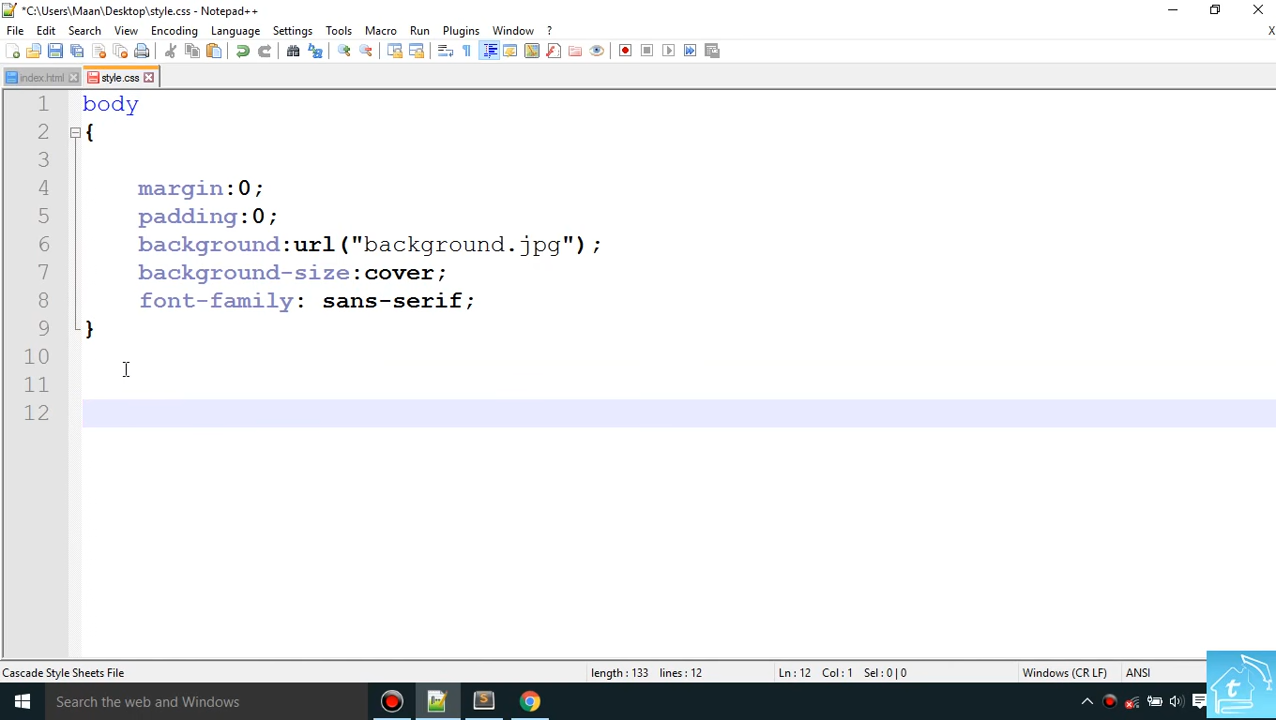 *C:\Users\Maan\Desktop\style.css - Notepad++
File Edit Search View Encoding Language Settings Tools Macro Run Plugins Window ? X
index.html style.css
1 body
2 {
3
4 margin:0;
5 padding:0;
6 background:url("background.jpg");
7 background-size:cover;
8 font-family: sans-serif;
9 }
10
11
12
Cascade Style Sheets File length : 133 lines : 12 Ln : 12 Col : 1 Sel : 0 | 0 Windows (CR LF) ANSI
Search the web and Windows
t